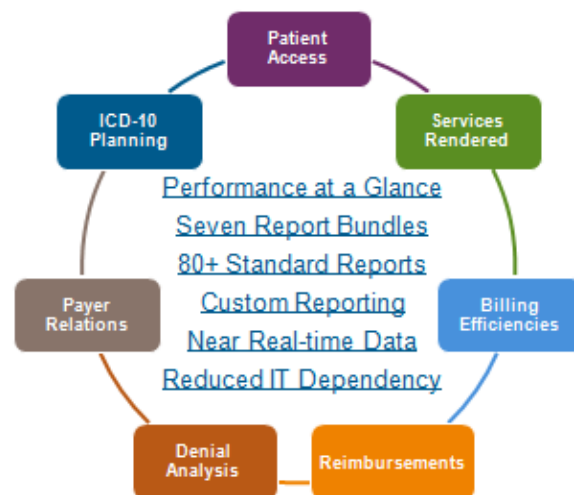 Patient
Access
Services
Rendered
Billing
Efficiencies
Reimbursements
Denial
Analysis
Payer
Relations
ICD-10
Planning
Performance at a Glance
Seven Report Bundles
80+ Standard Reports
Custom Reporting
Near Real-time Data
Reduced IT Dependency